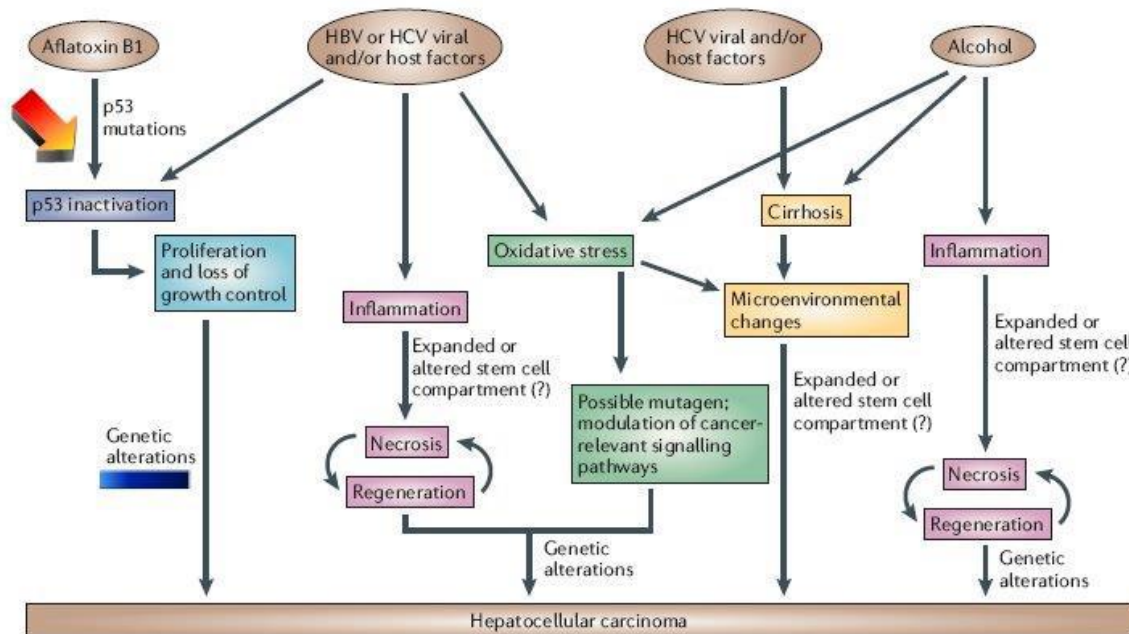 Aflatoxin B1
HBV or HCV viral
and/or host factors
HCV viral and/or
host factors
Alcohol
p53
mutations
p53 inactivation
Cirrhosis
Proliferation
and loss of
growth control
Oxidative stress
Inflammation
Inflammation
Microenvironmental
changes
Expanded or
altered stem cell
compartment (?)
Expanded or
altered stem cell
compartment (?)
Expanded or
altered stem cell
compartment (?)
Possible mutagen;
modulation of cancer-
relevant signalling
pathways
Genetic
alterations
Necrosis
Regeneration
Necrosis
Regeneration
Genetic
alterations
Genetic
alterations
Hepatocellular carcinoma